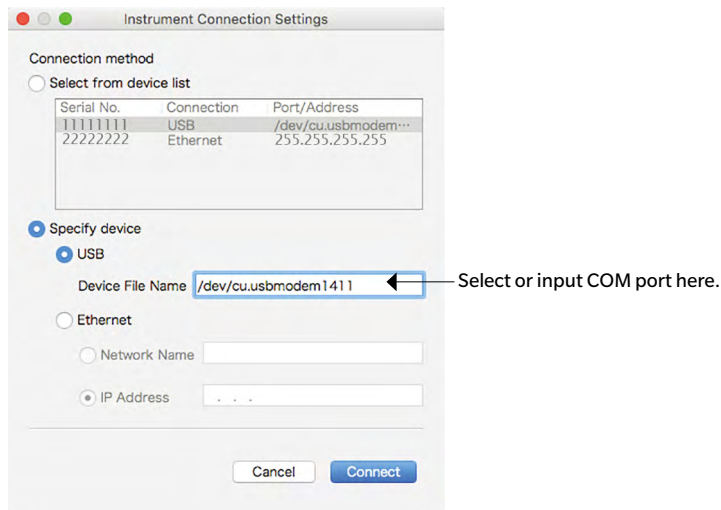 Instrument Connection Settings
Connection method
Select from device list
Serial No. Connection Port/Address
11111111 USB /dev/cu.usbmodem···
22222222 Ethernet 255.255.255.255
Specify device
USB
Device File Name /dev/cu.usbmodem1411 Select or input COM port here.
Ethernet
Network Name
IP Address . . .
Cancel Connect